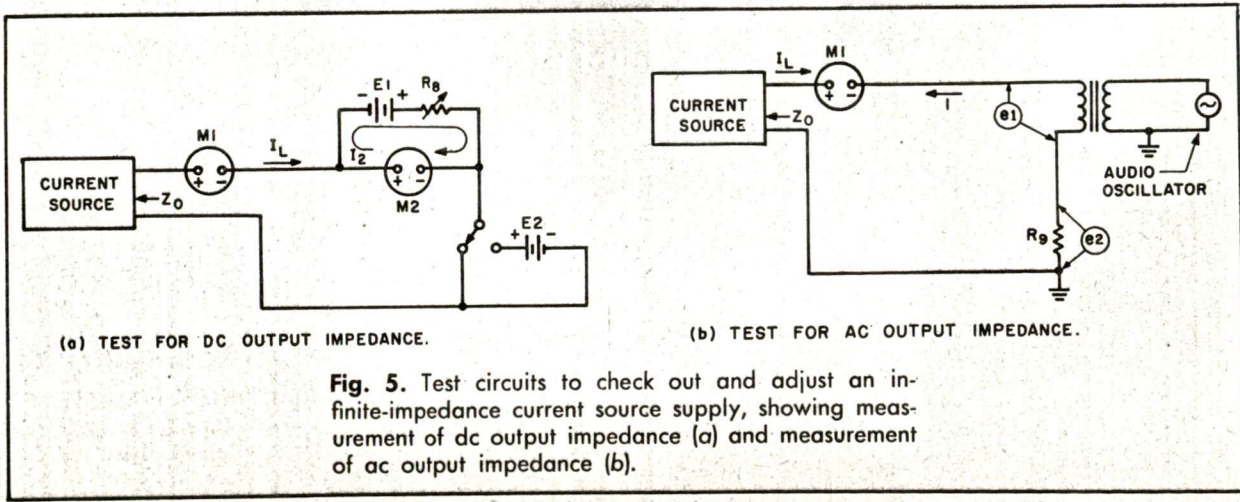 CURRENT SOURCE
Z0
M1
+ -
IL
- E1 +
R8
I2
+ -
M2
+ E2 -
(a) TEST FOR DC OUTPUT IMPEDANCE.
CURRENT SOURCE
Z0
IL
M1
+ -
I
e1
R9
e2
AUDIO
OSCILLATOR
(b) TEST FOR AC OUTPUT IMPEDANCE.
Fig. 5. Test circuits to check out and adjust an in-
finite-impedance current source supply, showing meas-
urement of dc output impedance (a) and measurement
of ac output impedance (b).